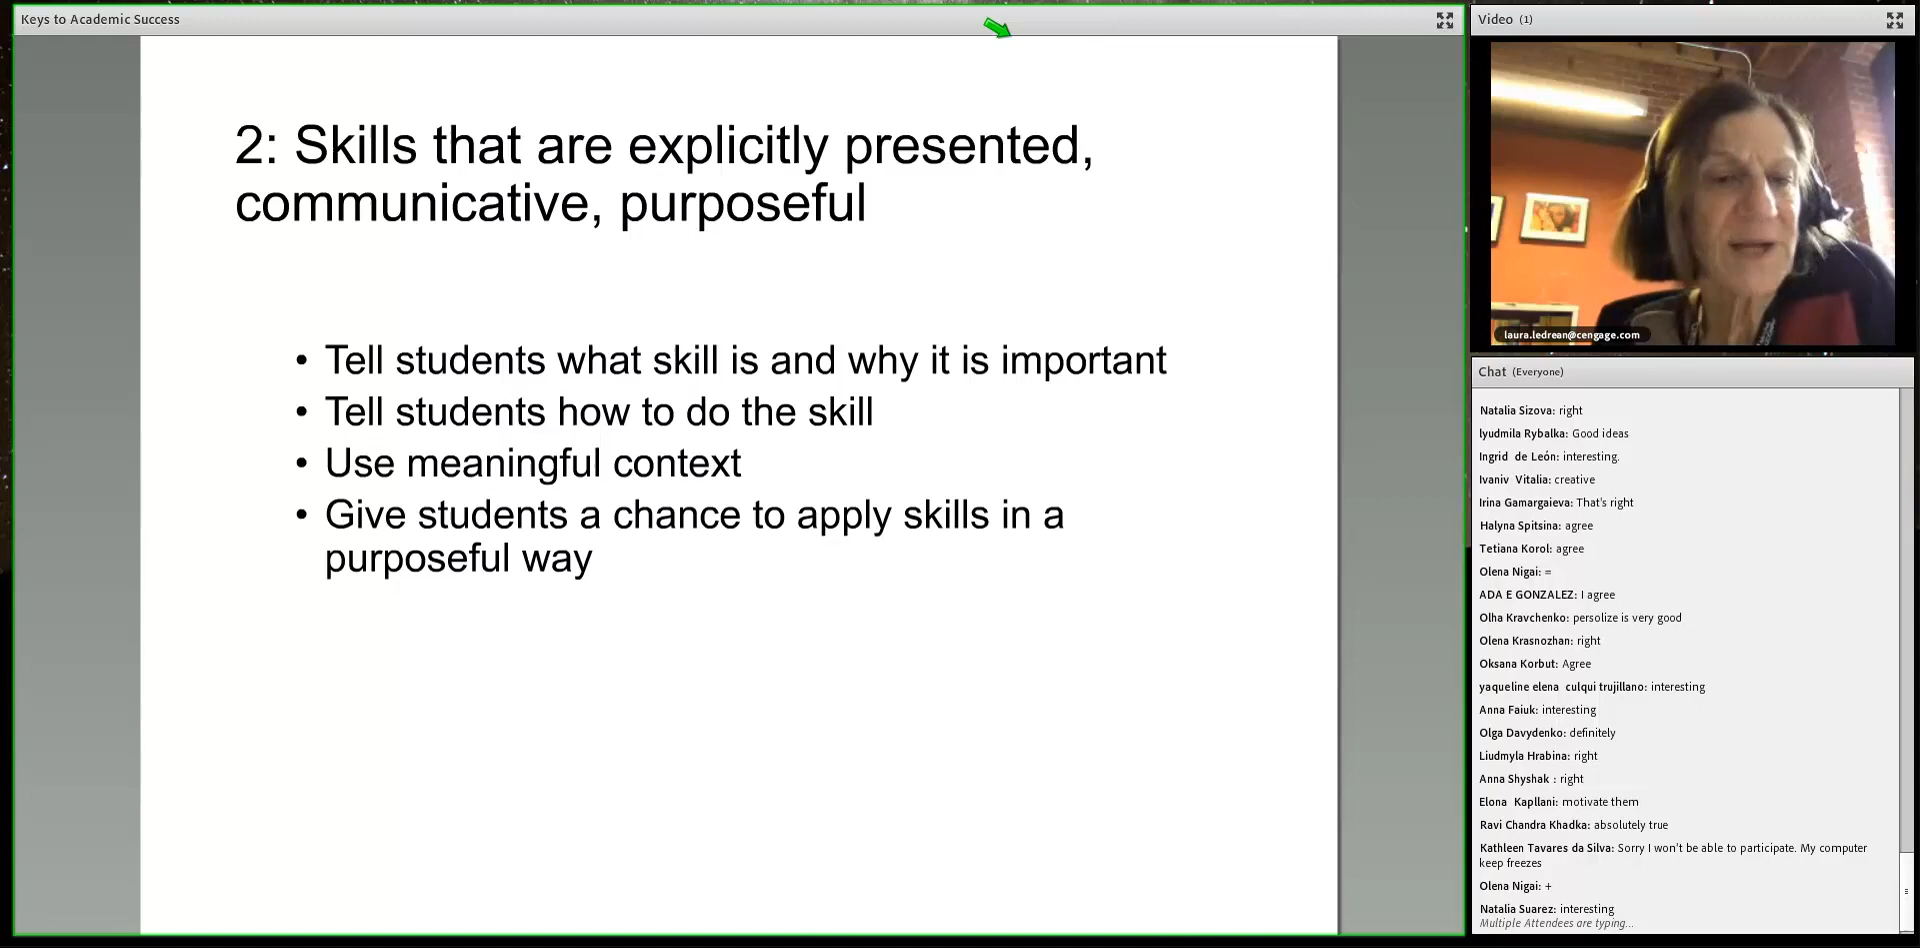 Keys to Academic Success
2: Skills that are explicitly presented,
communicative, purposeful
• Tell students what skill is and why it is important
• Tell students how to do the skill
• Use meaningful context
• Give students a chance to apply skills in a
purposeful way
Video (1)
laura.ledrean@cengage.com
Chat (Everyone)
Natalia Sizova: right
lyudmila Rybalka: Good ideas
Ingrid de León: interesting.
Ivaniv Vitalia: creative
Irina Gamargaieva: That's right
Halyna Spitsina: agree
Tetiana Korol: agree
Olena Nigai: =
ADA E GONZALEZ: I agree
Olha Kravchenko: persolize is very good
Olena Krasnozhan: right
Oksana Korbut: Agree
yaqueline elena culqui trujillano: interesting
Anna Faiuk: interesting
Olga Davydenko: definitely
Liudmyla Hrabina: right
Anna Shyshak : right
Elona Kapllani: motivate them
Ravi Chandra Khadka: absolutely true
Kathleen Tavares da Silva: Sorry I won't be able to participate. My computer
keep freezes
Olena Nigai: +
Natalia Suarez: interesting
Multiple Attendees are typing...